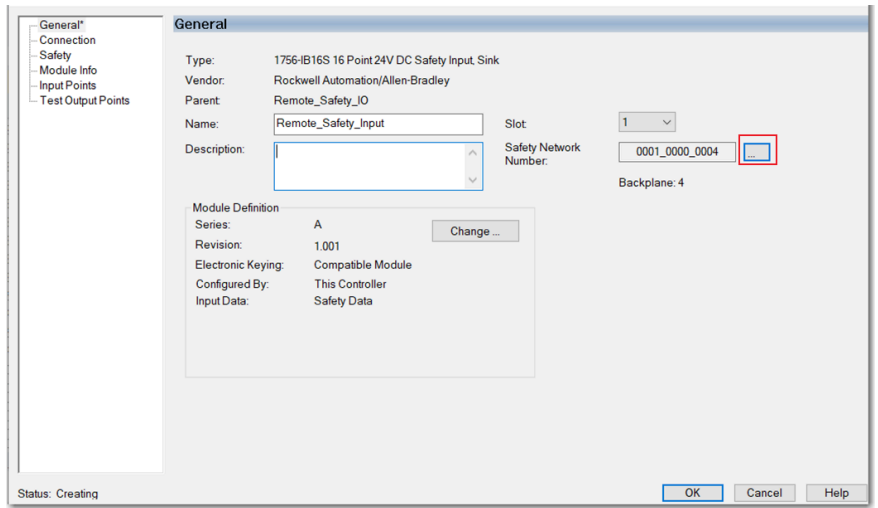 General*
Connection
Safety
Module Info
Input Points
Test Output Points
General
Type: 1756-IB16S 16 Point 24V DC Safety Input, Sink
Vendor: Rockwell Automation/Allen-Bradley
Parent: Remote_Safety_IO
Name: Remote_Safety_Input Slot: 1
Description: Safety Network Number: 0001_0000_0004 ...
Backplane: 4
Module Definition
Series: A Change ...
Revision: 1.001
Electronic Keying: Compatible Module
Configured By: This Controller
Input Data: Safety Data
Status: Creating OK Cancel Help